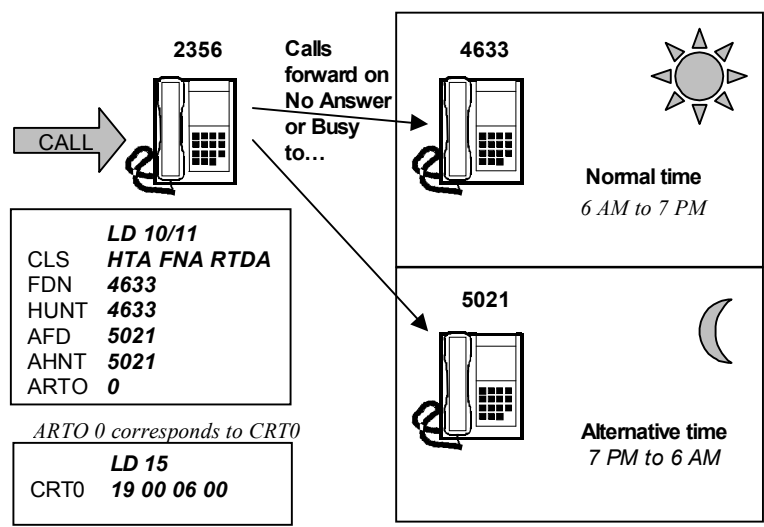 2356
Calls
forward on
No Answer
or Busy
to…
CALL
4633
Normal time
6 AM to 7 PM
LD 10/11
CLS HTA FNA RTDA
FDN 4633
HUNT 4633
AFD 5021
AHNT 5021
ARTO 0
ARTO 0 corresponds to CRT0
LD 15
CRT0 19 00 06 00
5021
Alternative time
7 PM to 6 AM